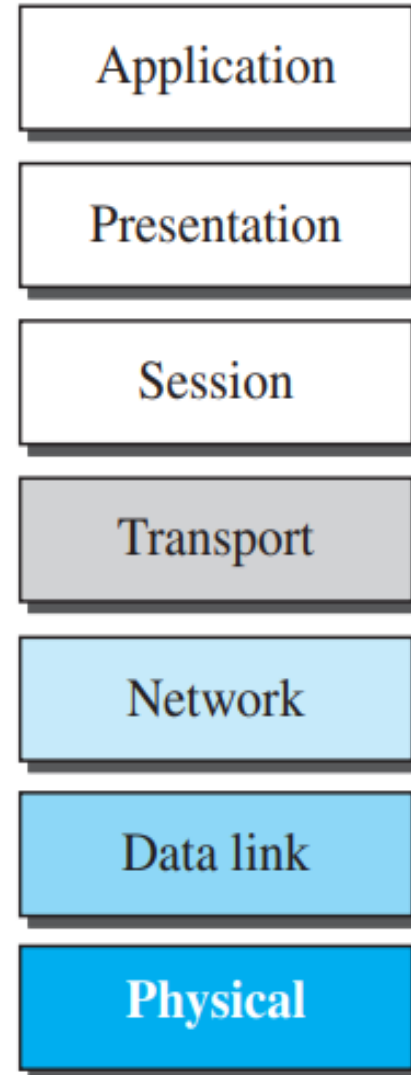 Application
Presentation
Session
Transport
Network
Data link
Physical